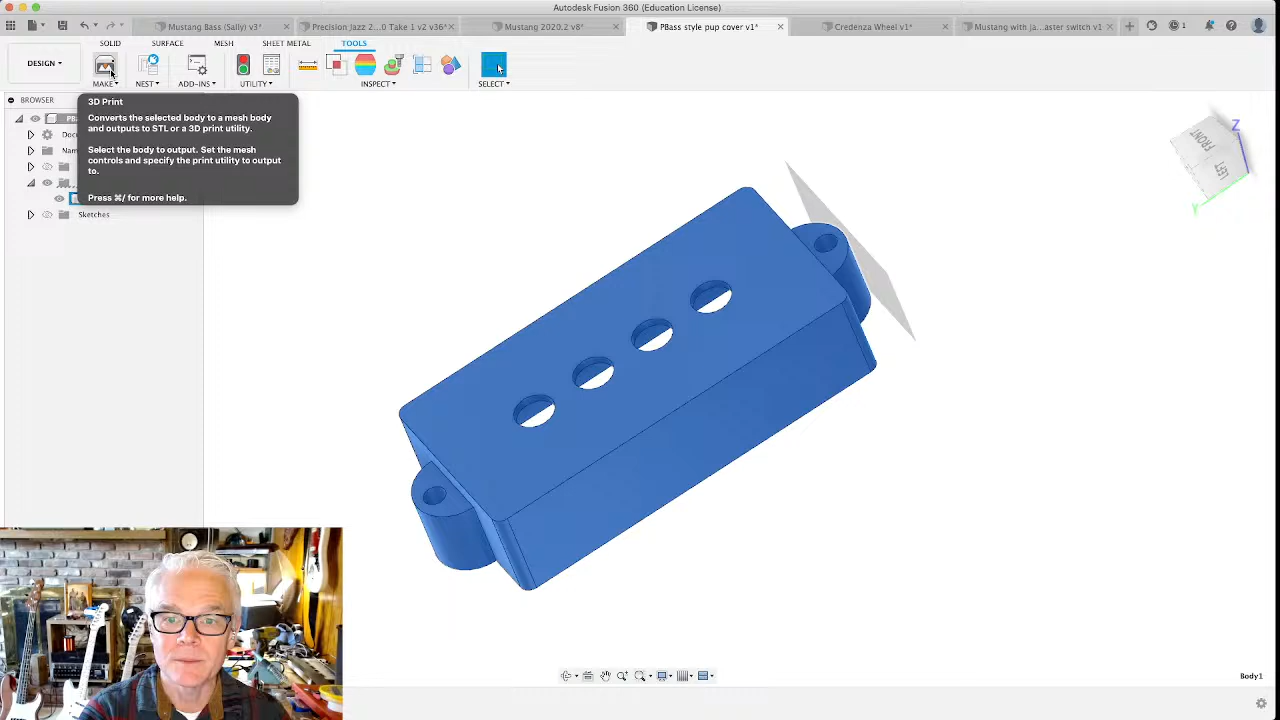 Autodesk Fusion 360 (Education License)
Mustang Bass (Sally) v3*
Precision Jazz 2...0 Take 1 v2 v36*
Mustang 2020.2 v8*
PBass style pup cover v1*
Credenza Wheel v1*
Mustang with ja...aster switch v1
1
SOLID
SURFACE
MESH
SHEET METAL
TOOLS
DESIGN
MAKE
NEST
ADD-INS
UTILITY
INSPECT
SELECT
BROWSER
3D Print
Converts the selected body to a mesh body
and outputs to STL or a 3D print utility.
Select the body to output. Set the mesh
controls and specify the print utility to output
to.
Press ⌘/ for more help.
PB
Doc
Nam
Sketches
Z
FRONT
LEFT
Y
Body1